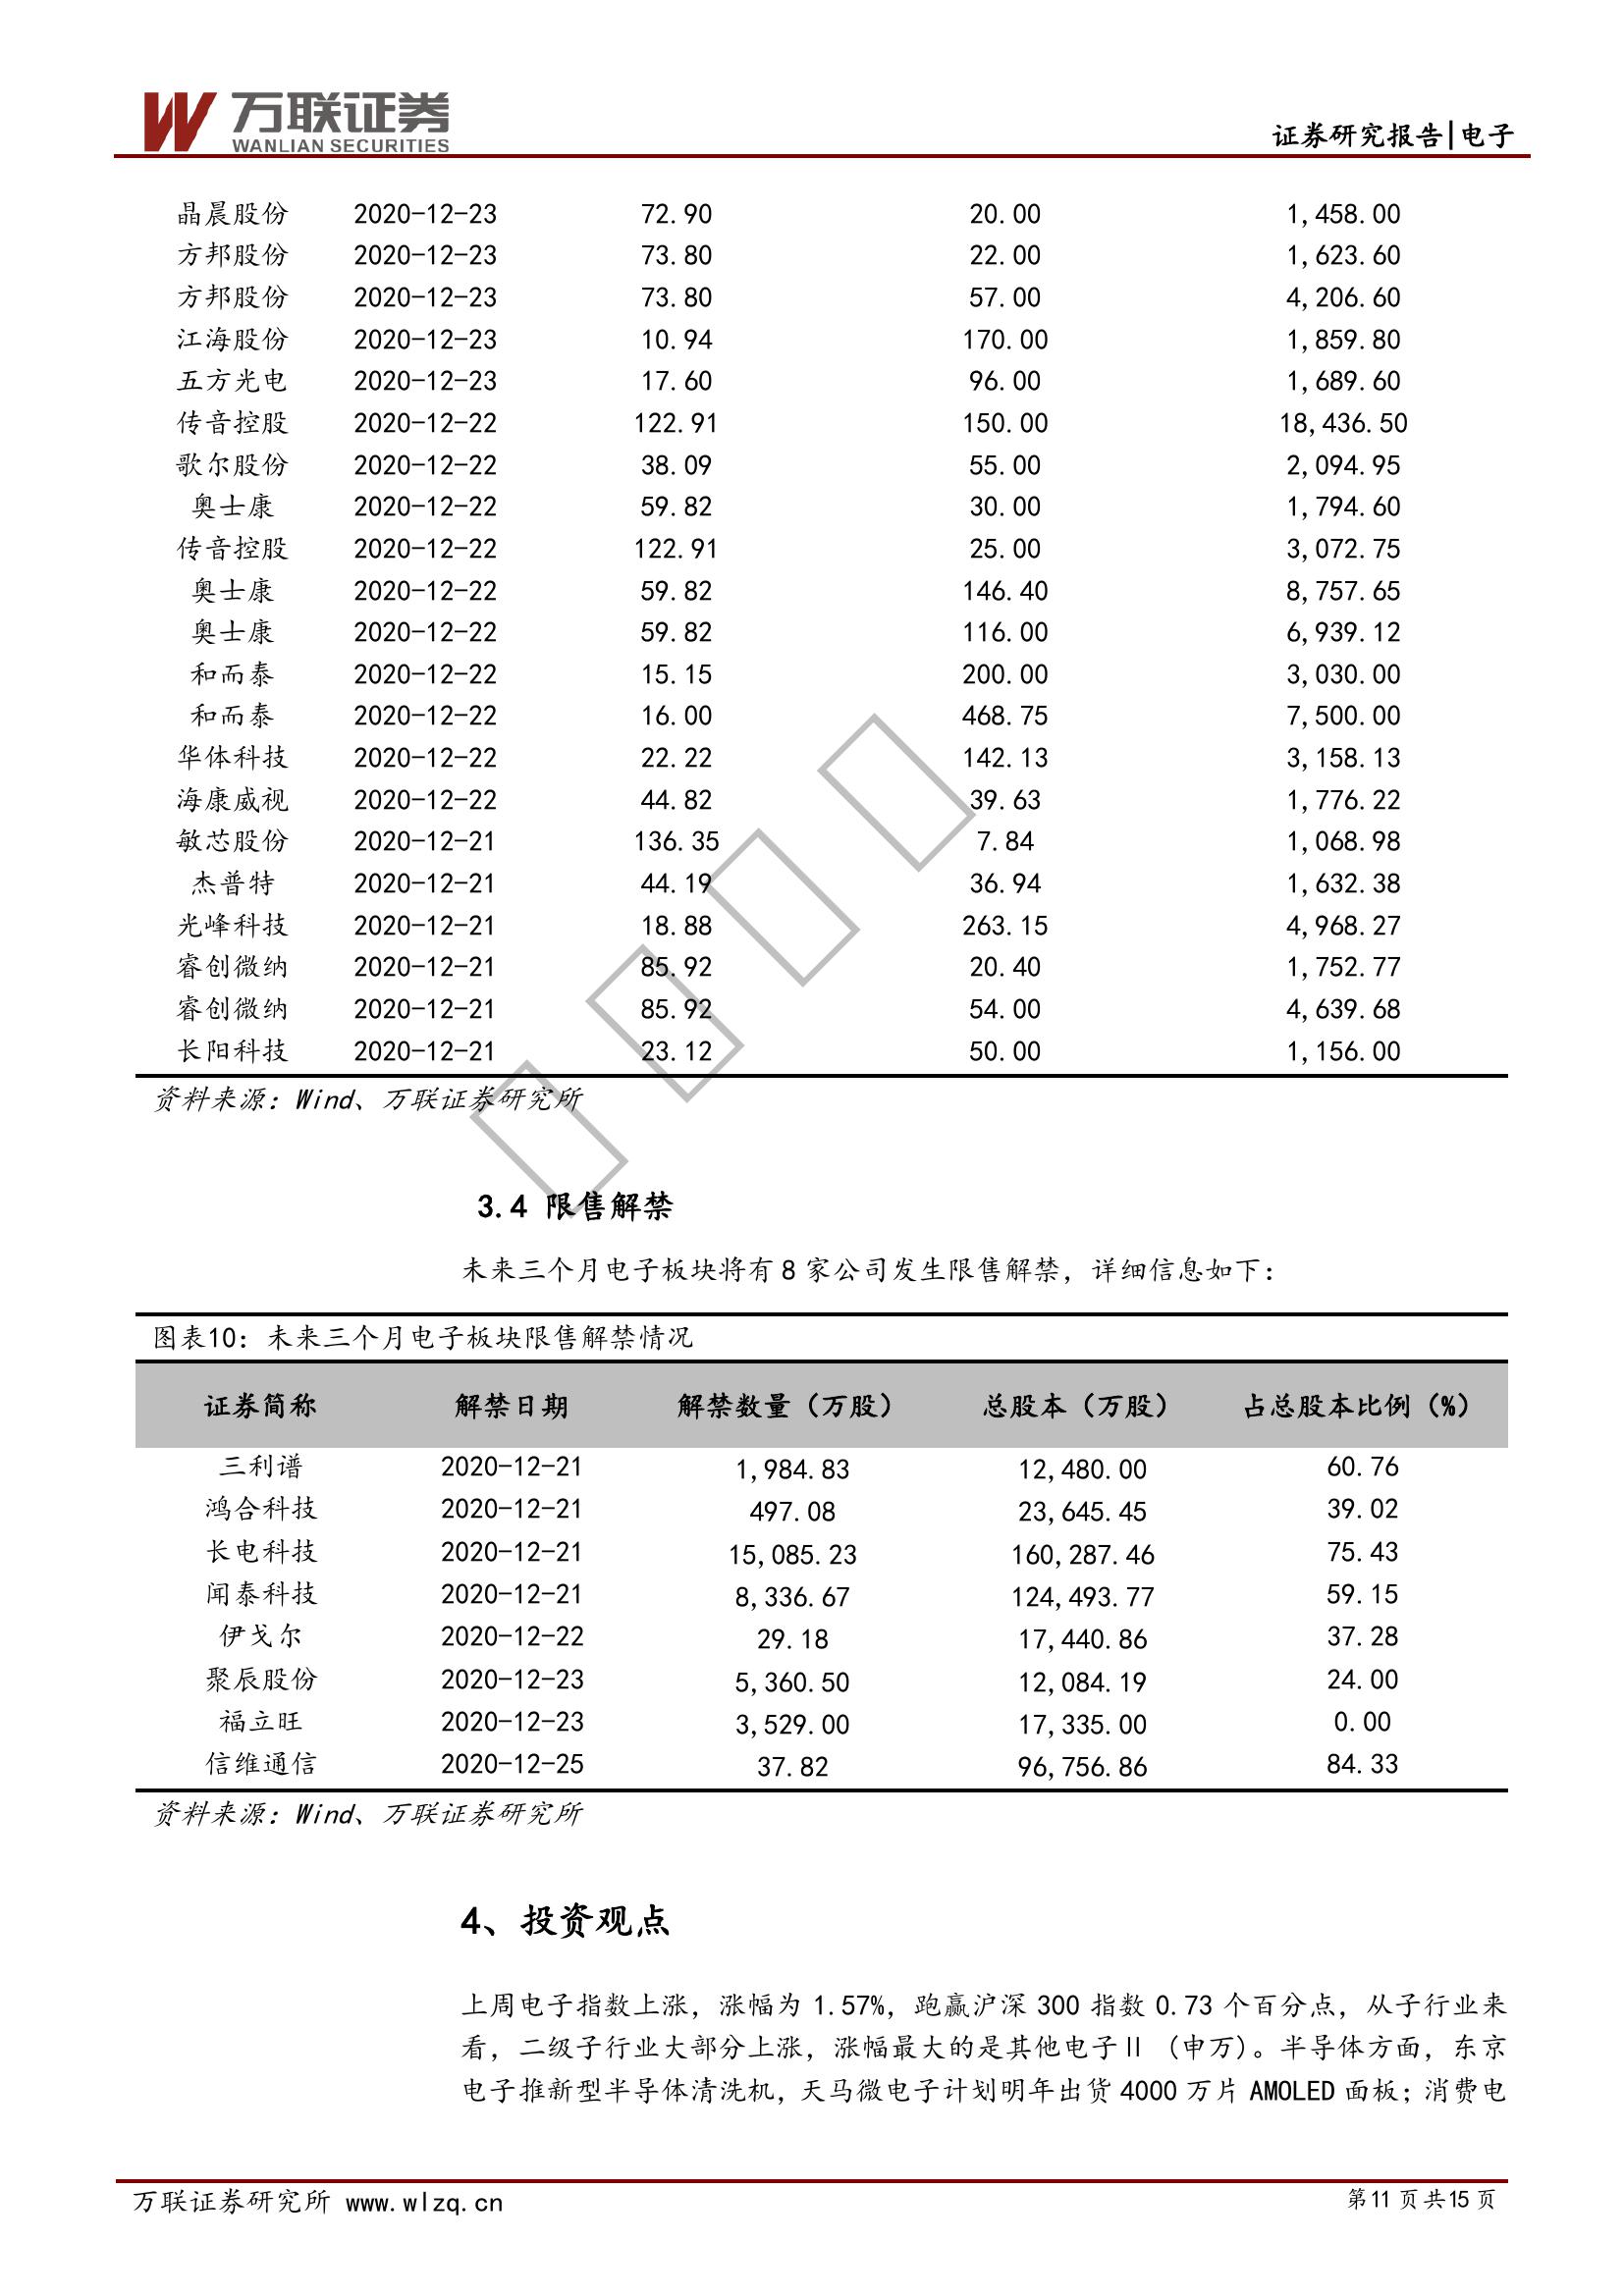 万联证券
WANLIAN SECURITIES
证券研究报告|电子
晶晨股份 2020-12-23 72.90 20.00 1,458.00
方邦股份 2020-12-23 73.80 22.00 1,623.60
方邦股份 2020-12-23 73.80 57.00 4,206.60
江海股份 2020-12-23 10.94 170.00 1,859.80
五方光电 2020-12-23 17.60 96.00 1,689.60
传音控股 2020-12-22 122.91 150.00 18,436.50
歌尔股份 2020-12-22 38.09 55.00 2,094.95
奥士康 2020-12-22 59.82 30.00 1,794.60
传音控股 2020-12-22 122.91 25.00 3,072.75
奥士康 2020-12-22 59.82 146.40 8,757.65
奥士康 2020-12-22 59.82 116.00 6,939.12
和而泰 2020-12-22 15.15 200.00 3,030.00
和而泰 2020-12-22 16.00 468.75 7,500.00
华体科技 2020-12-22 22.22 142.13 3,158.13
海康威视 2020-12-22 44.82 39.63 1,776.22
敏芯股份 2020-12-21 136.35 7.84 1,068.98
杰普特 2020-12-21 44.19 36.94 1,632.38
光峰科技 2020-12-21 18.88 263.15 4,968.27
睿创微纳 2020-12-21 85.92 20.40 1,752.77
睿创微纳 2020-12-21 85.92 54.00 4,639.68
长阳科技 2020-12-21 23.12 50.00 1,156.00
资料来源：Wind、万联证券研究所
3.4 限售解禁
未来三个月电子板块将有 8 家公司发生限售解禁，详细信息如下：
图表10：未来三个月电子板块限售解禁情况
证券简称 解禁日期 解禁数量（万股） 总股本（万股） 占总股本比例（%）
三利谱 2020-12-21 1,984.83 12,480.00 60.76
鸿合科技 2020-12-21 497.08 23,645.45 39.02
长电科技 2020-12-21 15,085.23 160,287.46 75.43
闻泰科技 2020-12-21 8,336.67 124,493.77 59.15
伊戈尔 2020-12-22 29.18 17,440.86 37.28
聚辰股份 2020-12-23 5,360.50 12,084.19 24.00
福立旺 2020-12-23 3,529.00 17,335.00 0.00
信维通信 2020-12-25 37.82 96,756.86 84.33
资料来源：Wind、万联证券研究所
4、投资观点
上周电子指数上涨，涨幅为 1.57%，跑赢沪深 300 指数 0.73 个百分点，从子行业来
看，二级子行业大部分上涨，涨幅最大的是其他电子Ⅱ（申万）。半导体方面，东京
电子推新型半导体清洗机，天马微电子计划明年出货 4000 万片 AMOLED 面板；消费电
万联证券研究所 www.wlzq.cn
第11 页共15 页